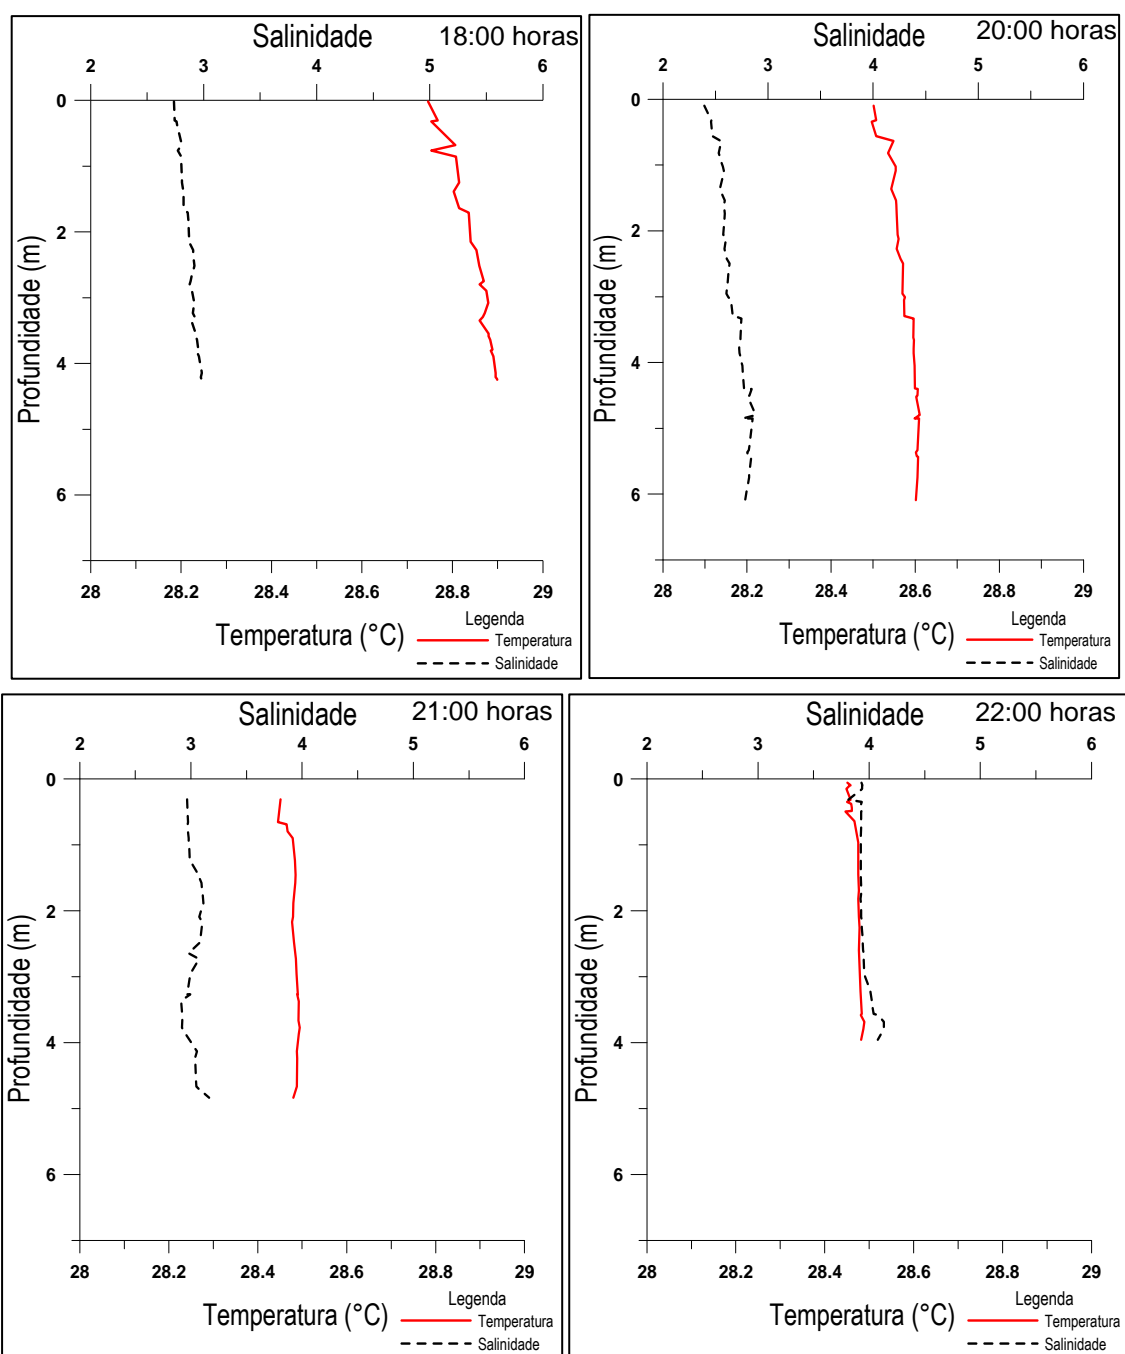 Salinidade 18:00 horas
2 3 4 5 6
0
2
4
6
Profundidade (m)
28 28.2 28.4 28.6 28.8 29
Temperatura (°C)
Legenda
Temperatura
Salinidade
Salinidade 20:00 horas
2 3 4 5 6
0
2
4
6
Profundidade (m)
28 28.2 28.4 28.6 28.8 29
Temperatura (°C)
Legenda
Temperatura
Salinidade
Salinidade 21:00 horas
2 3 4 5 6
0
2
4
6
Profundidade (m)
28 28.2 28.4 28.6 28.8 29
Temperatura (°C)
Legenda
Temperatura
Salinidade
Salinidade 22:00 horas
2 3 4 5 6
0
2
4
6
Profundidade (m)
28 28.2 28.4 28.6 28.8 29
Temperatura (°C)
Legenda
Temperatura
Salinidade